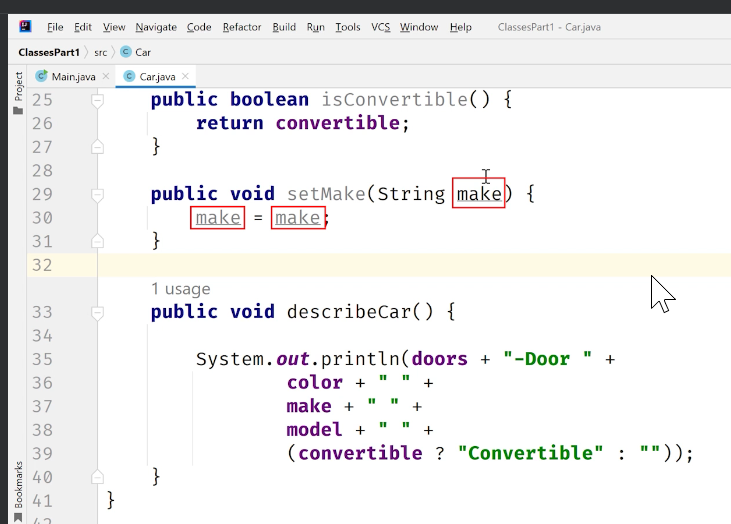 File Edit View Navigate Code Refactor Build Run Tools VCS Window Help ClassesPart1 - Car.java
ClassesPart1 src C Car
Project
C Main.java C Car.java
25 public boolean isConvertible() {
26 return convertible;
27 }
28
29 public void setMake(String make) {
30 make = make;
31 }
32
1 usage
33 public void describeCar() {
34
35 System.out.println(doors + "-Door " +
36 color + " " +
37 make + " " +
38 model + " " +
39 (convertible ? "Convertible" : ""));
40 }
41 }
42
Bookmarks